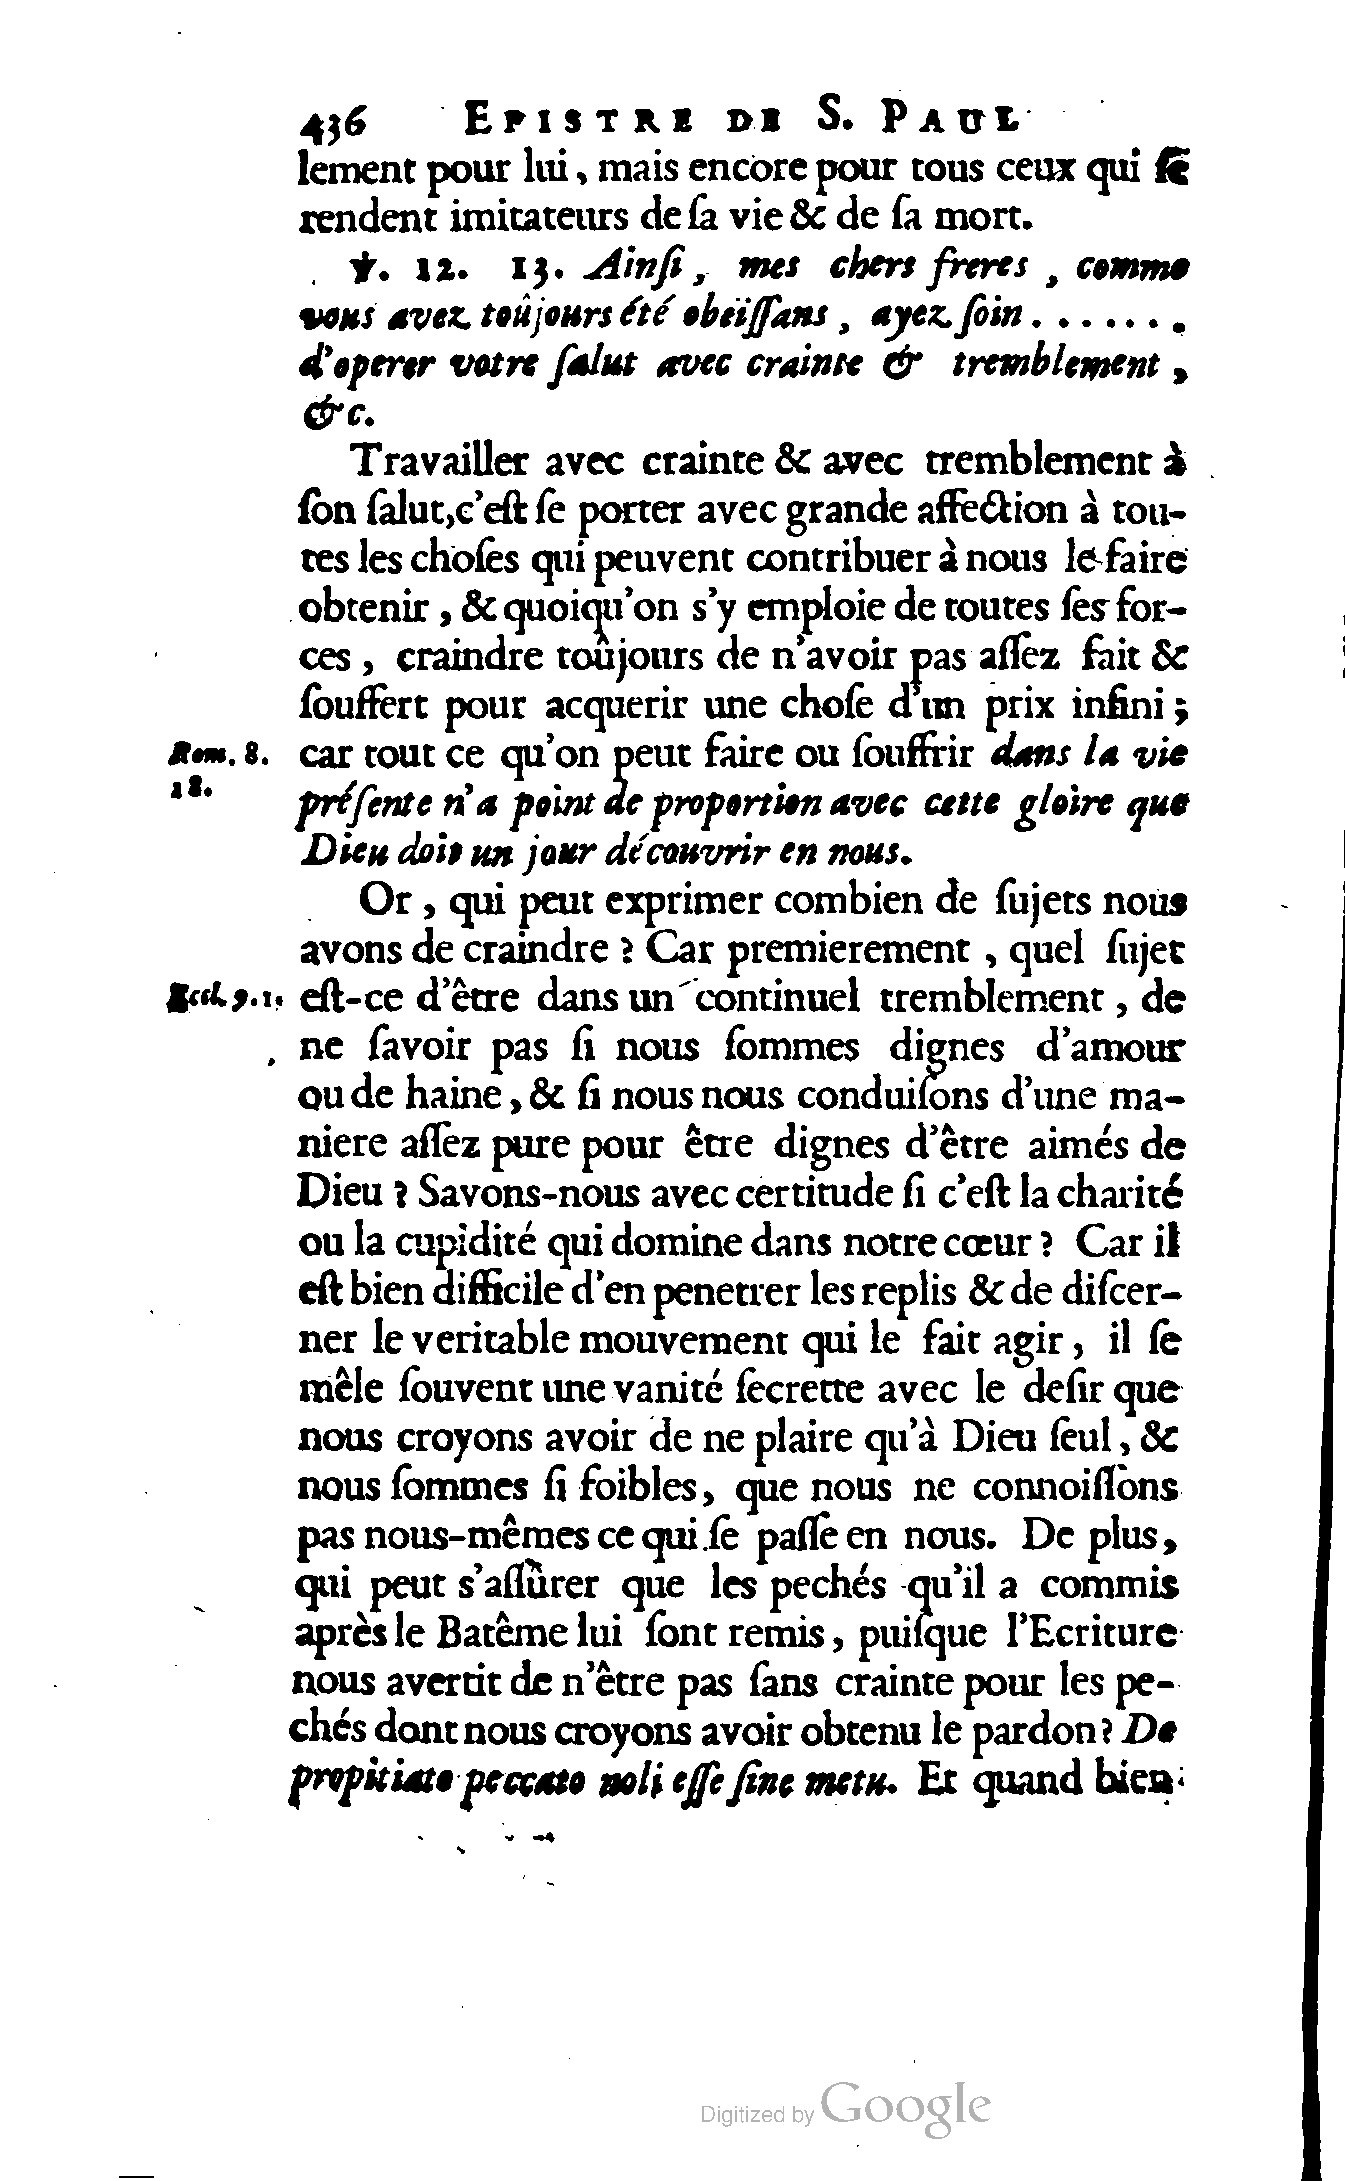 436 EPISTRE DE S. PAUL
lement pour lui, mais encore pour tous ceux qui ſe
rendent imitateurs de ſa vie & de ſa mort.
℣. 12. 13. Ainſi, mes chers freres, comme
vous avez toûjours été obeïſſans, ayez ſoin.......
d'operer votre ſalut avec crainte & tremblement,
&c.
Travailler avec crainte & avec tremblement à
ſon ſalut, c'eſt ſe porter avec grande affection à tou-
tes les choſes qui peuvent contribuer à nous le faire
obtenir, & quoiqu'on s'y emploie de toutes ſes for-
ces, craindre toûjours de n'avoir pas aſſez fait &
ſouffert pour acquerir une choſe d'un prix infini;
Rom. 8. car tout ce qu'on peut faire ou ſouffrir dans la vie
18. préſente n'a point de proportion avec cette gloire que
Dieu doit un jour découvrir en nous.
Or, qui peut exprimer combien de ſujets nous
avons de craindre? Car premierement, quel ſujet
Eccl. 9. 1. eſt-ce d'être dans un continuel tremblement, de
ne ſavoir pas ſi nous ſommes dignes d'amour
ou de haine, & ſi nous nous conduiſons d'une ma-
niere aſſez pure pour être dignes d'être aimés de
Dieu? Savons-nous avec certitude ſi c'eſt la charité
ou la cupidité qui domine dans notre cœur? Car il
eſt bien difficile d'en penetrer les replis & de diſcer-
ner le veritable mouvement qui le fait agir, il ſe
mêle ſouvent une vanité ſecrette avec le deſir que
nous croyons avoir de ne plaire qu'à Dieu ſeul, &
nous ſommes ſi foibles, que nous ne connoiſſons
pas nous-mêmes ce qui ſe paſſe en nous. De plus,
qui peut s'aſſûrer que les pechés qu'il a commis
après le Batême lui ſont remis, puiſque l'Ecriture
nous avertit de n'être pas ſans crainte pour les pe-
chés dont nous croyons avoir obtenu le pardon? De
propitiato peccato noli eſſe ſine metu. Et quand bien
Digitized by Google